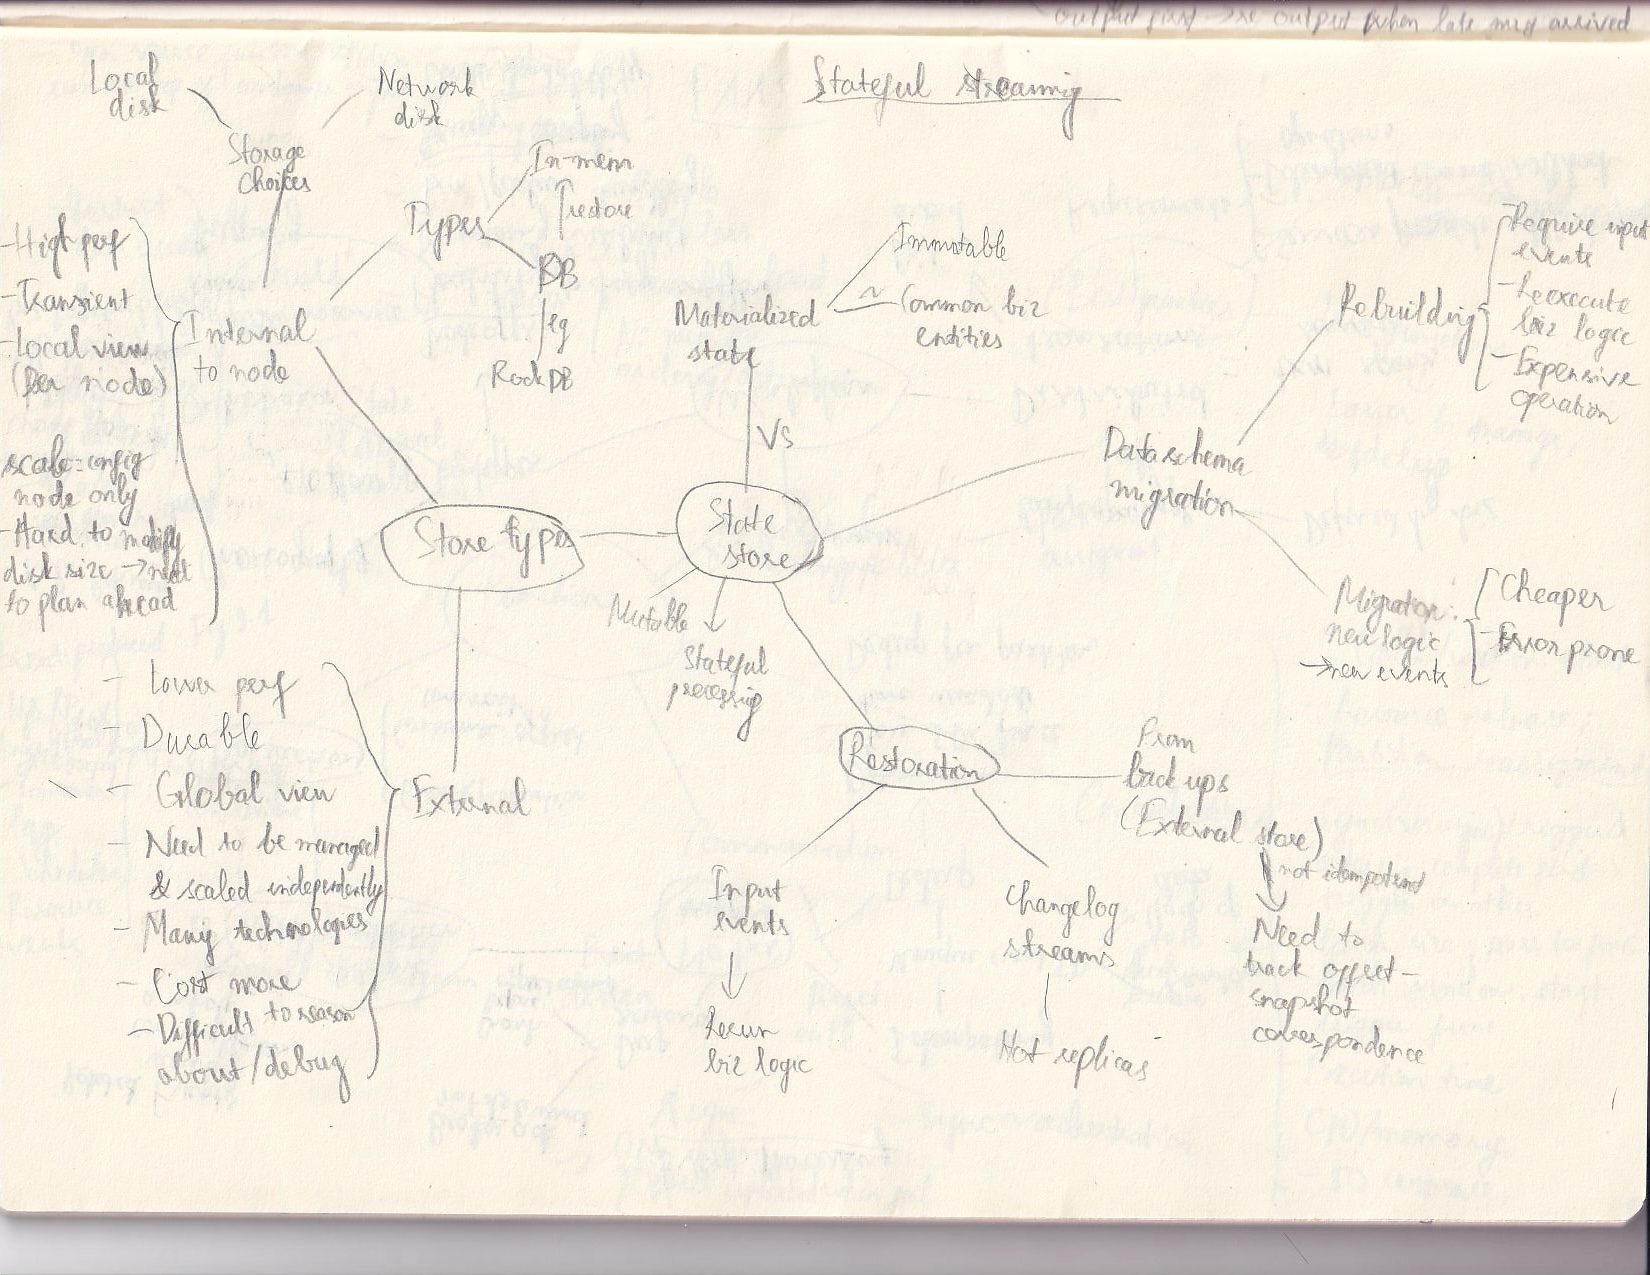 output first → re-output when late msg arrived
Stateful streaming
Local
disk
Network
disk
Storage
Choices
Types
In-mem
restore
DB
eg
RockDB
Internal
to node
-High perf
-Transient
-Local view
(Per node)
scale = config
node only
-Hard to modify
disk size → need
to plan ahead
Materialized
state
Immutable
~ Common biz
entities
VS
State
store
Store types
Mutable
Stateful
processing
Data schema
migration
Rebuilding
-Require input
events
-Reexecute
biz logic
-Expensive
operation
Migration:
new logic
→ new events
Cheaper
-Error prone
External
- Lower perf
- Durable
- Global view
- Need to be managed
& scaled independently
- Many technologies
- Cost more
- Difficult to reason
about/debug
Restoration
From
back ups
(External store)
not idempotent
Need to
track offset-
snapshot
correspondence
Input
events
Rerun
biz logic
Changelog
streams
Hot replicas